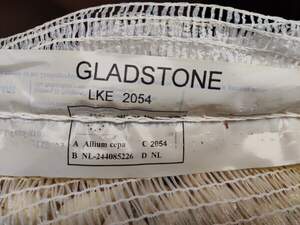 GLADSTONE
LKE 2054
A Allium cepa C 2054
B NL-244085226 D NL